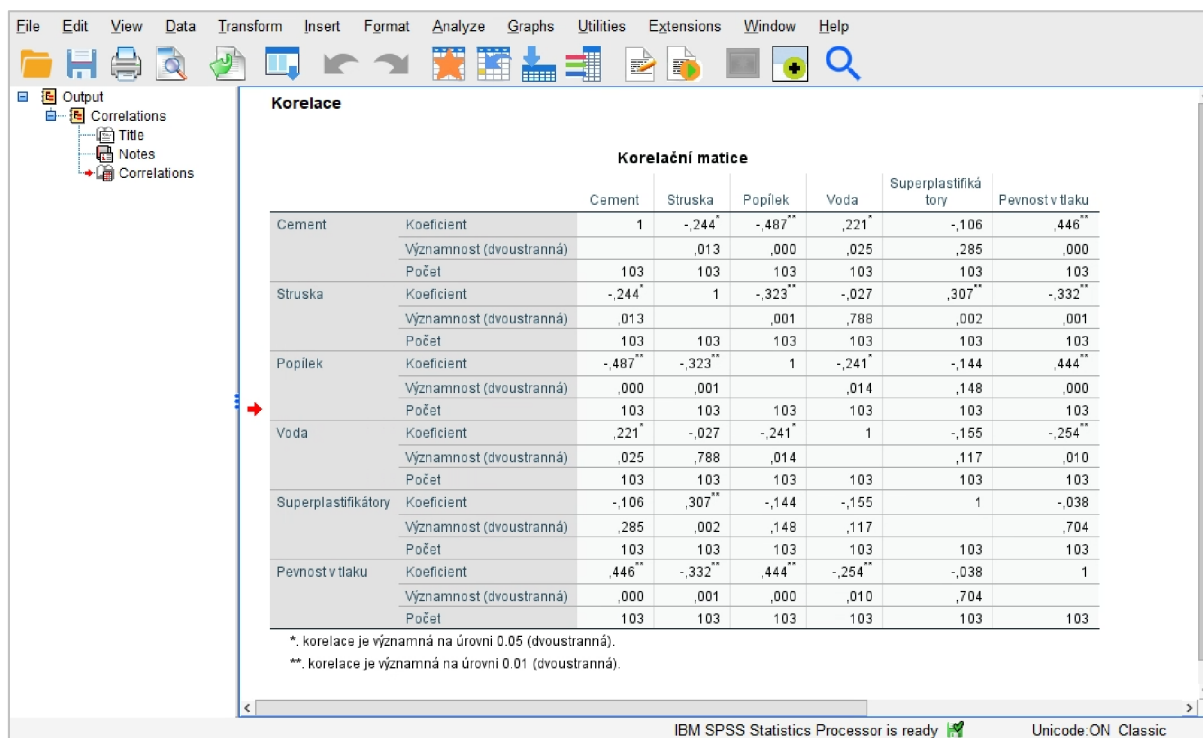 File Edit View Data Transform Insert Format Analyze Graphs Utilities Extensions Window Help
Output
Correlations
Title
Notes
Correlations
Korelace
Korelační matice
Cement Struska Popílek Voda Superplastifiká
tory Pevnost v tlaku
Cement Koeficient 1 -,244* -,487** ,221* -,106 ,446**
Významnost (dvoustranná) ,013 ,000 ,025 ,285 ,000
Počet 103 103 103 103 103 103
Struska Koeficient -,244* 1 -,323** -,027 ,307** -,332**
Významnost (dvoustranná) ,013 ,001 ,788 ,002 ,001
Počet 103 103 103 103 103 103
Popílek Koeficient -,487** -,323** 1 -,241* -,144 ,444**
Významnost (dvoustranná) ,000 ,001 ,014 ,148 ,000
Počet 103 103 103 103 103 103
Voda Koeficient ,221* -,027 -,241* 1 -,155 -,254**
Významnost (dvoustranná) ,025 ,788 ,014 ,117 ,010
Počet 103 103 103 103 103 103
Superplastifikátory Koeficient -,106 ,307** -,144 -,155 1 -,038
Významnost (dvoustranná) ,285 ,002 ,148 ,117 ,704
Počet 103 103 103 103 103 103
Pevnost v tlaku Koeficient ,446** -,332** ,444** -,254** -,038 1
Významnost (dvoustranná) ,000 ,001 ,000 ,010 ,704
Počet 103 103 103 103 103 103
*. korelace je významná na úrovni 0.05 (dvoustranná).
**. korelace je významná na úrovni 0.01 (dvoustranná).
IBM SPSS Statistics Processor is ready Unicode:ON Classic